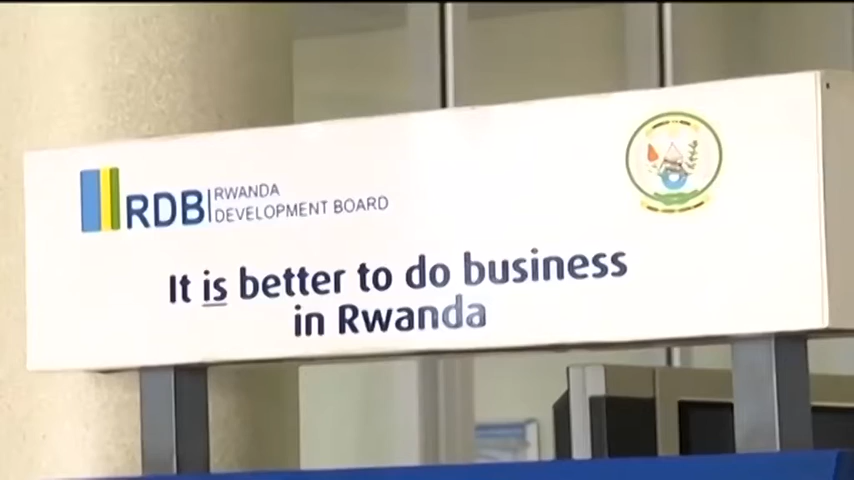 RDB
RWANDA
DEVELOPMENT BOARD
It is better to do business
in Rwanda